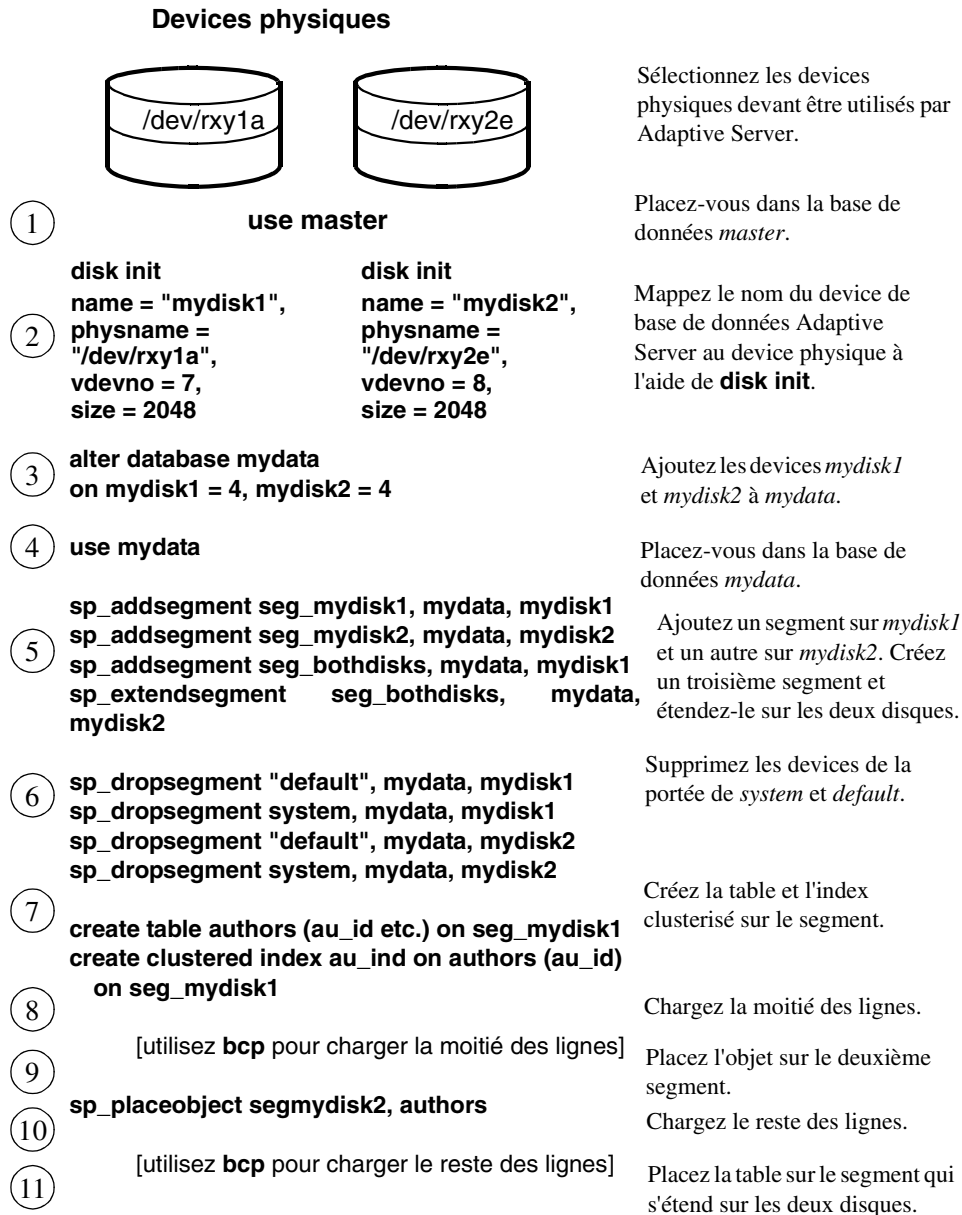 Devices physiques
/dev/rxy1a
/dev/rxy2e
Sélectionnez les devices
physiques devant être utilisés par
Adaptive Server.
1
use master
Placez-vous dans la base de
données master.
2
disk init
name = "mydisk1",
physname =
"/dev/rxy1a",
vdevno = 7,
size = 2048
disk init
name = "mydisk2",
physname =
"/dev/rxy2e",
vdevno = 8,
size = 2048
Mappez le nom du device de
base de données Adaptive
Server au device physique à
l'aide de disk init.
3
alter database mydata
on mydisk1 = 4, mydisk2 = 4
Ajoutez les devices mydisk1
et mydisk2 à mydata.
4
use mydata
Placez-vous dans la base de
données mydata.
5
sp_addsegment seg_mydisk1, mydata, mydisk1
sp_addsegment seg_mydisk2, mydata, mydisk2
sp_addsegment seg_bothdisks, mydata, mydisk1
sp_extendsegment seg_bothdisks, mydata,
mydisk2
Ajoutez un segment sur mydisk1
et un autre sur mydisk2. Créez
un troisième segment et
étendez-le sur les deux disques.
6
sp_dropsegment "default", mydata, mydisk1
sp_dropsegment system, mydata, mydisk1
sp_dropsegment "default", mydata, mydisk2
sp_dropsegment system, mydata, mydisk2
Supprimez les devices de la
portée de system et default.
7
create table authors (au_id etc.) on seg_mydisk1
create clustered index au_ind on authors (au_id)
on seg_mydisk1
Créez la table et l'index
clusterisé sur le segment.
8
[utilisez bcp pour charger la moitié des lignes]
Chargez la moitié des lignes.
9
sp_placeobject segmydisk2, authors
Placez l'objet sur le deuxième
segment.
10
[utilisez bcp pour charger le reste des lignes]
Chargez le reste des lignes.
11
Placez la table sur le segment qui
s'étend sur les deux disques.